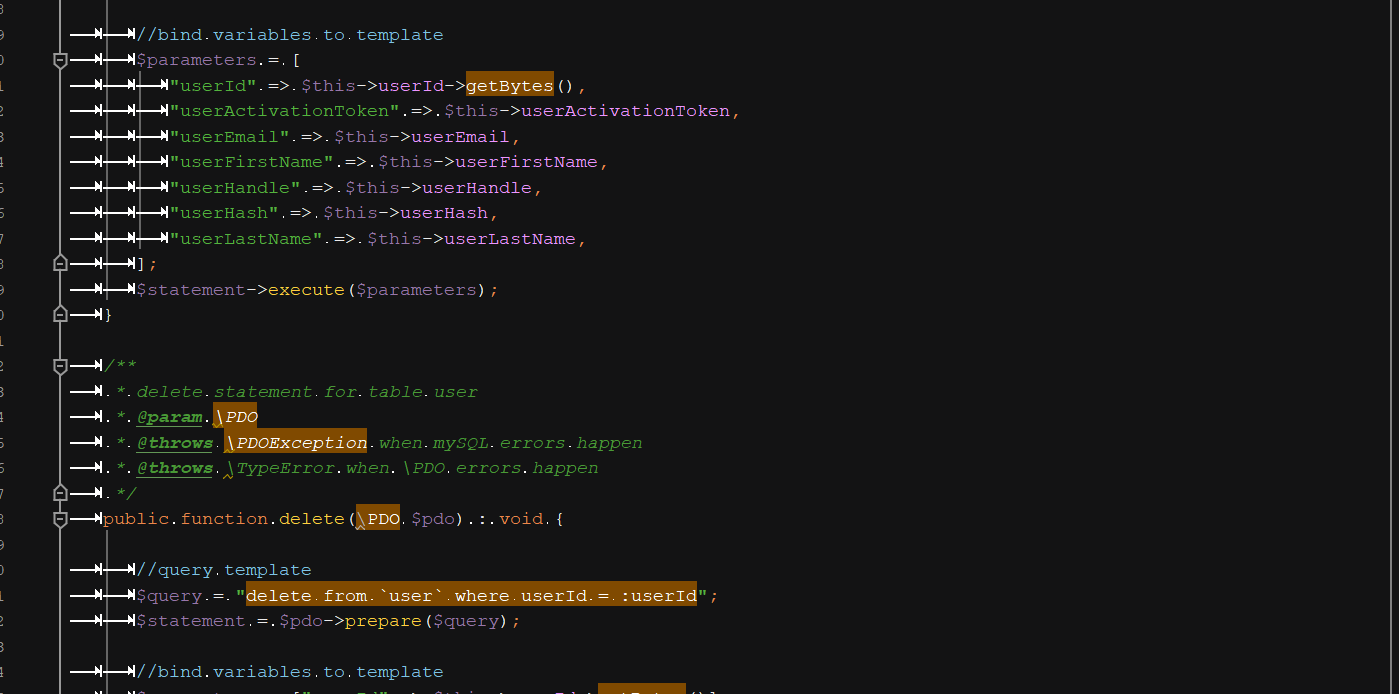 //bind variables to template
$parameters = [
"userId" => $this->userId->getBytes(),
"userActivationToken" => $this->userActivationToken,
"userEmail" => $this->userEmail,
"userFirstName" => $this->userFirstName,
"userHandle" => $this->userHandle,
"userHash" => $this->userHash,
"userLastName" => $this->userLastName,
];
$statement->execute($parameters);
}
/**
* delete statement for table user
* @param \PDO
* @throws \PDOException when mySQL errors happen
* @throws \TypeError when \PDO errors happen
*/
public function delete(\PDO $pdo) : void {
//query template
$query = "delete from `user` where userId = :userId";
$statement = $pdo->prepare($query);
//bind variables to template